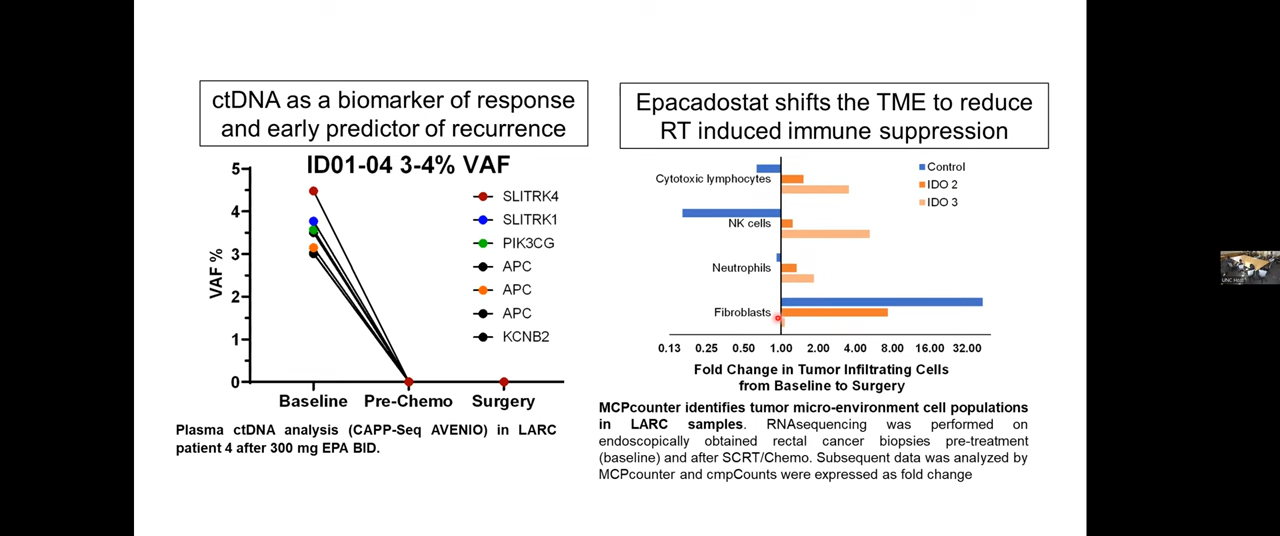 ctDNA as a biomarker of response
and early predictor of recurrence
ID01-04 3-4% VAF
5
4
3
2
1
0
VAF %
SLITRK4
SLITRK1
PIK3CG
APC
APC
APC
KCNB2
Baseline Pre-Chemo Surgery
Plasma ctDNA analysis (CAPP-Seq AVENIO) in LARC
patient 4 after 300 mg EPA BID.
Epacadostat shifts the TME to reduce
RT induced immune suppression
Control
IDO 2
IDO 3
Cytotoxic lymphocytes
NK cells
Neutrophils
Fibroblasts
0.13 0.25 0.50 1.00 2.00 4.00 8.00 16.00 32.00
Fold Change in Tumor Infiltrating Cells
from Baseline to Surgery
MCPcounter identifies tumor micro-environment cell populations
in LARC samples. RNAsequencing was performed on
endoscopically obtained rectal cancer biopsies pre-treatment
(baseline) and after SCRT/Chemo. Subsequent data was analyzed by
MCPcounter and cmpCounts were expressed as fold change